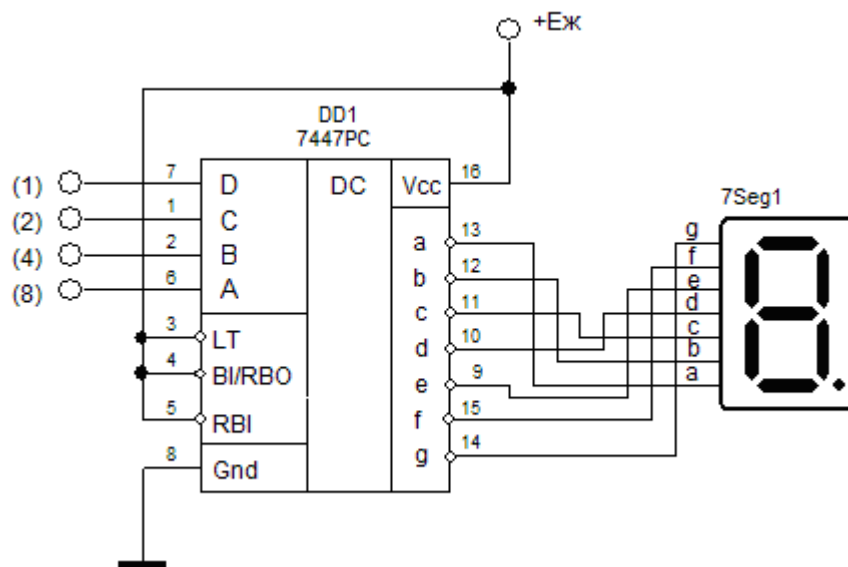 +Eж
DD1
7447PC
(1) 7 D DC Vcc 16
(2) 1 C
(4) 2 B
(8) 6 A
3 LT
4 BI/RBO
5 RBI
8 Gnd
a 13
b 12
c 11
d 10
e 9
f 15
g 14
7Seg1
g
f
e
d
c
b
a